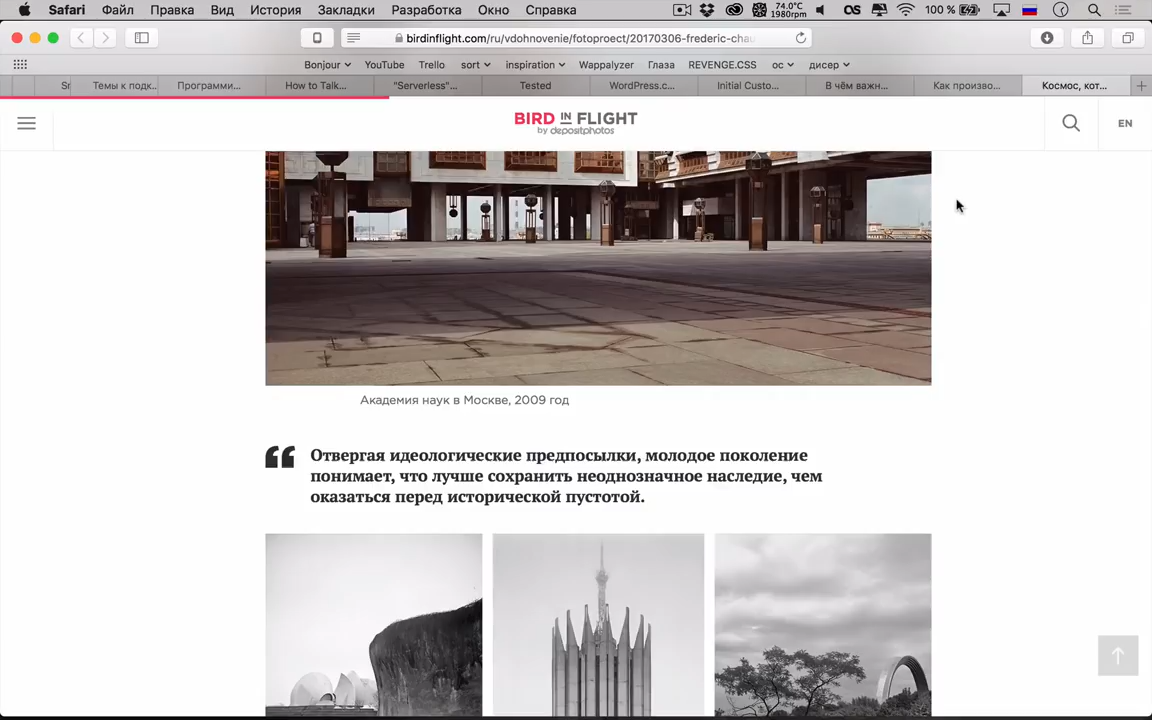 Safari Файл Правка Вид История Закладки Разработка Окно Справка 74.0°C 1980rpm 100 %
birdinflight.com/ru/vdohnovenie/fotoproect/20170306-frederic-chau
Bonjour YouTube Trello sort inspiration Wappalyzer Глаза REVENGE.CSS ос дисер
Sr Темы к подк... Программи... How to Talk... "Serverless"... Tested WordPress.c... Initial Custo... В чём важн... Как произво... Космос, кот...
BIRD IN FLIGHT
by depositphotos
EN
Академия наук в Москве, 2009 год
Отвергая идеологические предпосылки, молодое поколение
понимает, что лучше сохранить неоднозначное наследие, чем
оказаться перед исторической пустотой.